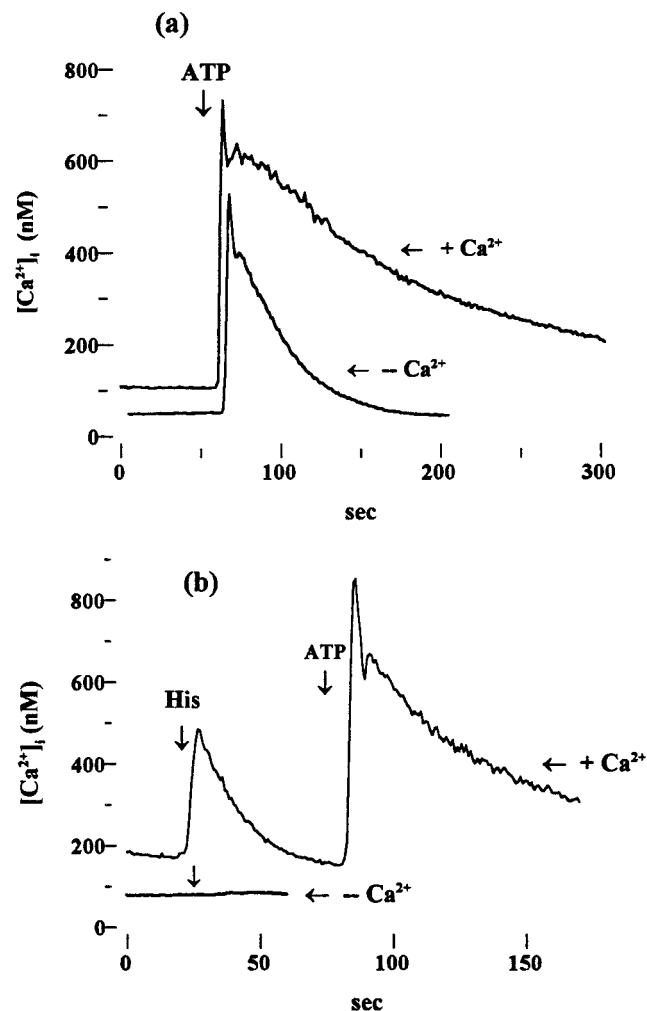 (a)
800
ATP
↓
600
400
200
0
[Ca²⁺]ᵢ (nM)
← + Ca²⁺
← – Ca²⁺
0 100 200 300
sec
(b)
800
600
400
200
0
[Ca²⁺]ᵢ (nM)
His
↓
ATP
↓
← + Ca²⁺
↓
← – Ca²⁺
0 50 100 150
sec